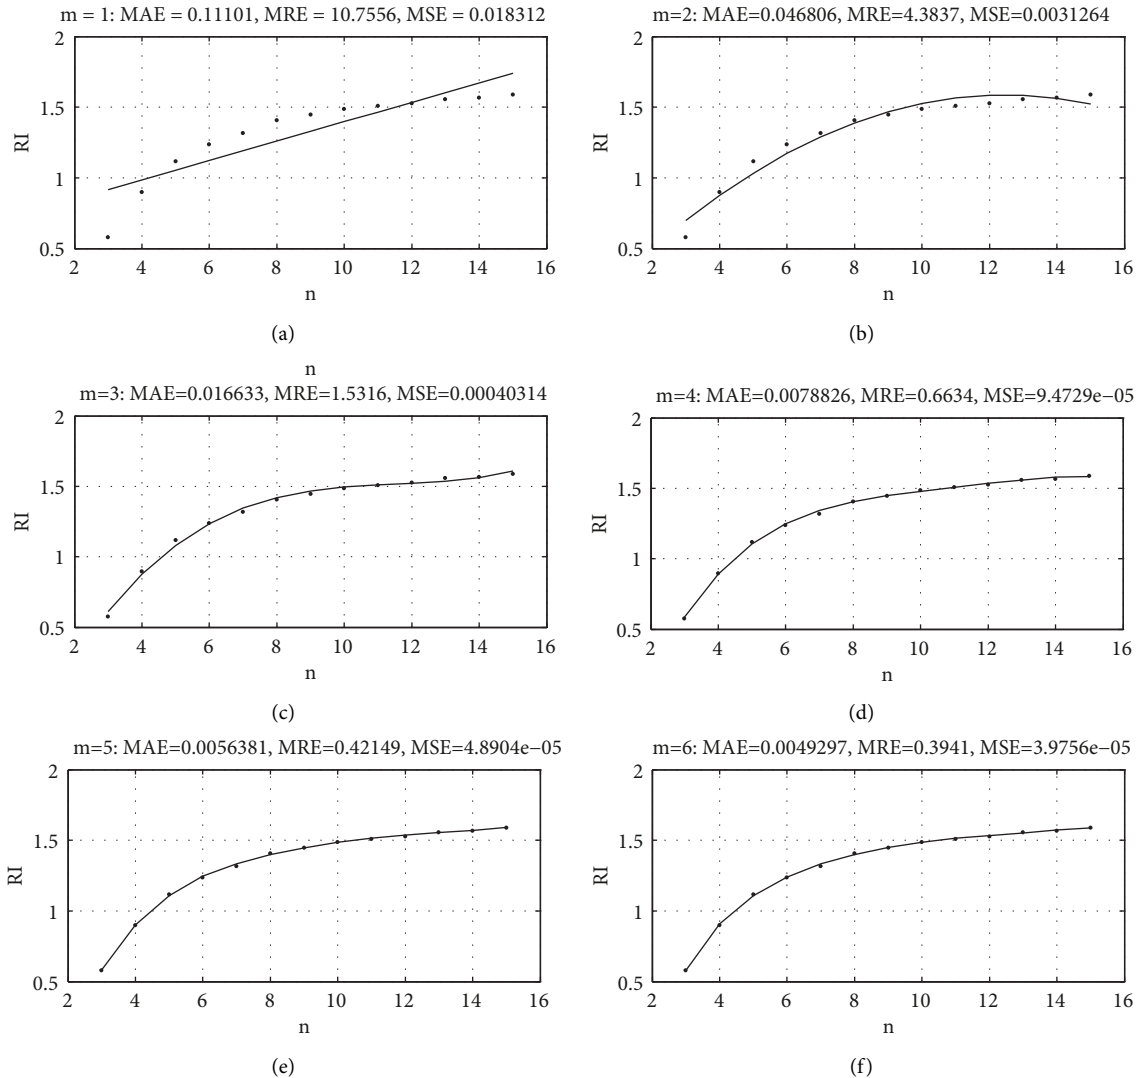 m = 1: MAE = 0.11101, MRE = 10.7556, MSE = 0.018312
2
1.5
1
0.5
RI
2 4 6 8 10 12 14 16
n
(a)
m=2: MAE=0.046806, MRE=4.3837, MSE=0.0031264
2
1.5
1
0.5
RI
2 4 6 8 10 12 14 16
n
(b)
n
m=3: MAE=0.016633, MRE=1.5316, MSE=0.00040314
2
1.5
1
0.5
RI
2 4 6 8 10 12 14 16
n
(c)
m=4: MAE=0.0078826, MRE=0.6634, MSE=9.4729e−05
2
1.5
1
0.5
RI
2 4 6 8 10 12 14 16
n
(d)
m=5: MAE=0.0056381, MRE=0.42149, MSE=4.8904e−05
2
1.5
1
0.5
RI
2 4 6 8 10 12 14 16
n
(e)
m=6: MAE=0.0049297, MRE=0.3941, MSE=3.9756e−05
2
1.5
1
0.5
RI
2 4 6 8 10 12 14 16
n
(f)